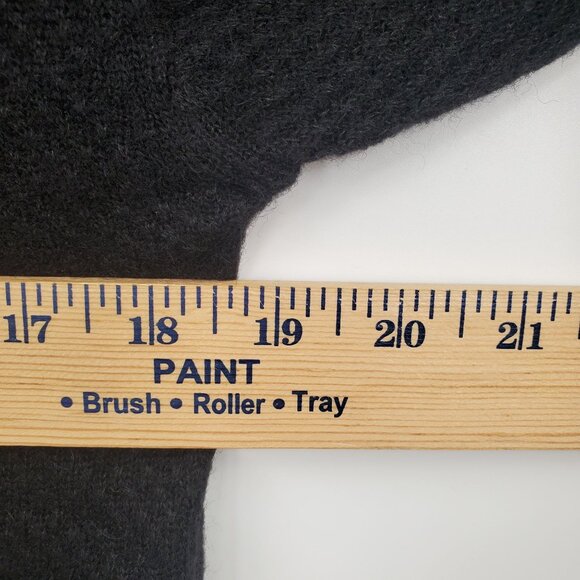 17 18 19 20 21
PAINT
• Brush • Roller • Tray